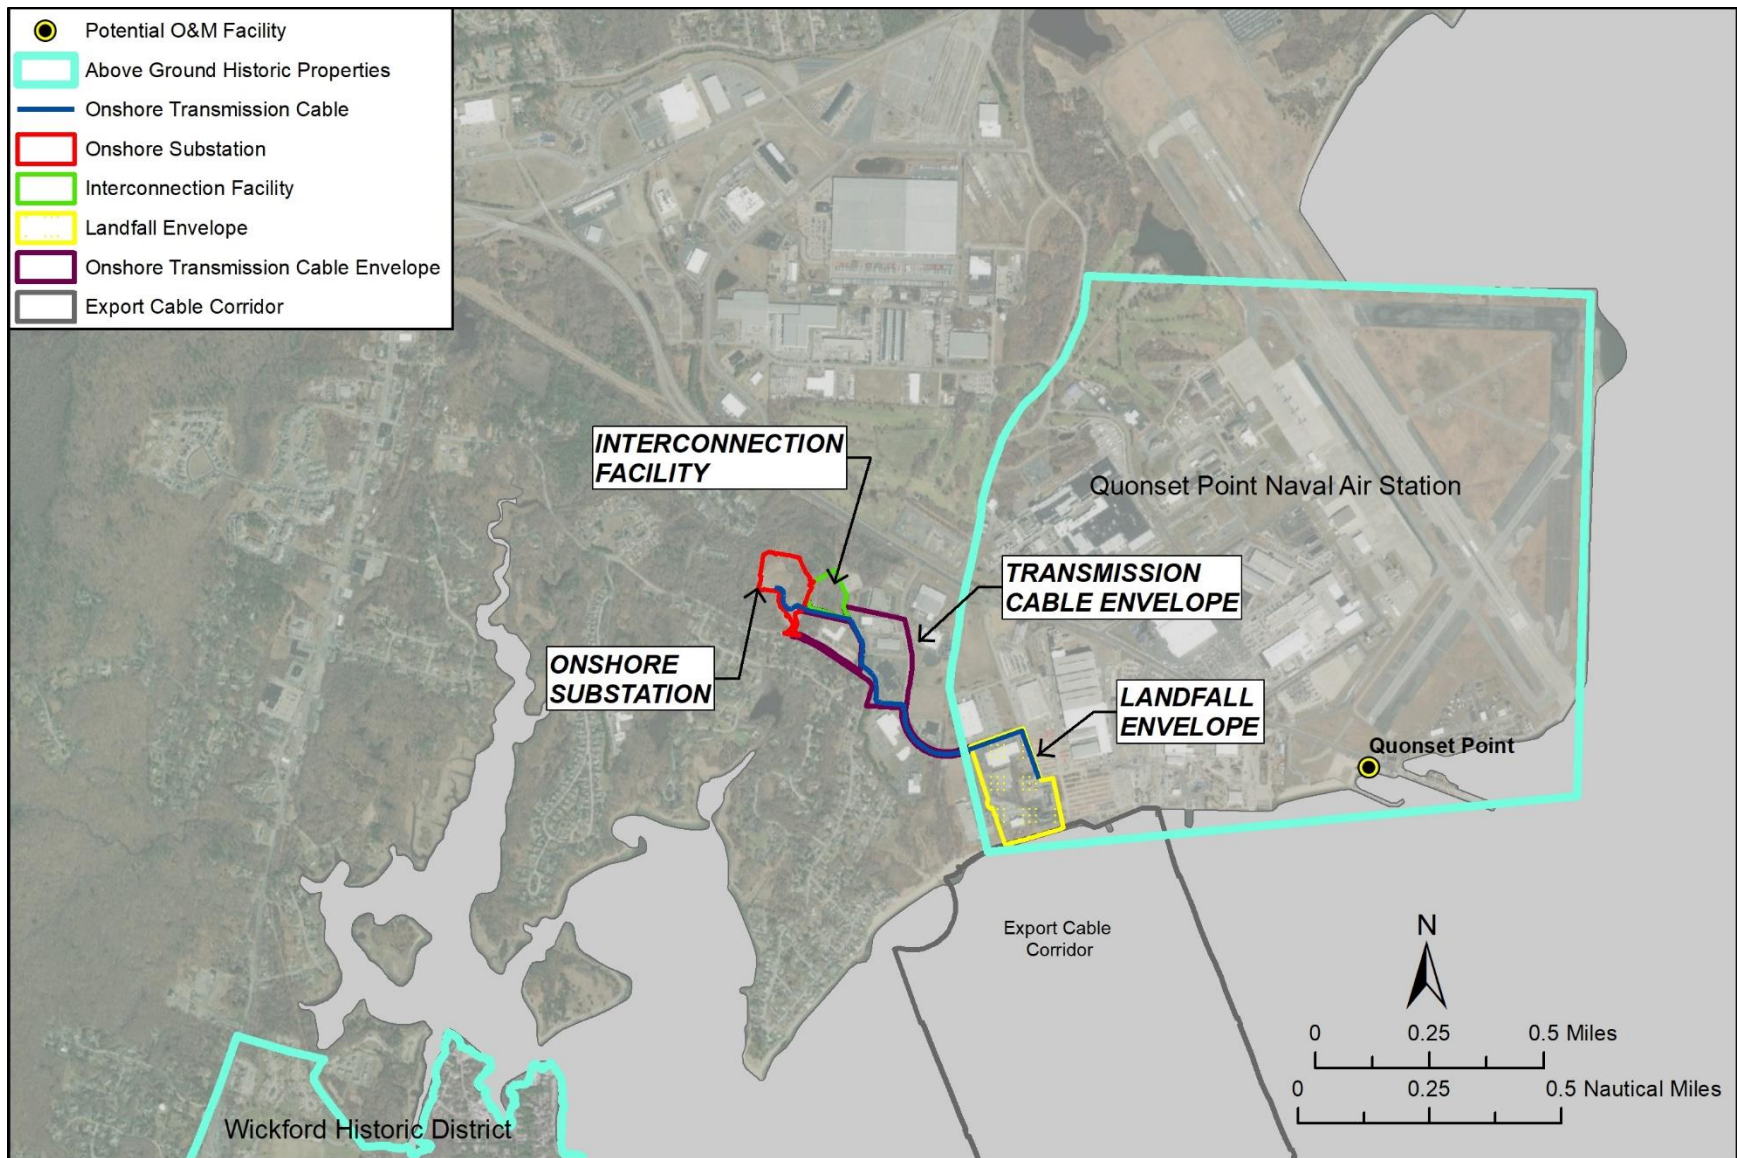 Potential O&M Facility
Above Ground Historic Properties
Onshore Transmission Cable
Onshore Substation
Interconnection Facility
Landfall Envelope
Onshore Transmission Cable Envelope
Export Cable Corridor
INTERCONNECTION
FACILITY
Quonset Point Naval Air Station
TRANSMISSION
CABLE ENVELOPE
ONSHORE
SUBSTATION
LANDFALL
ENVELOPE
Quonset Point
Export Cable
Corridor
N
0 0.25 0.5 Miles
0 0.25 0.5 Nautical Miles
Wickford Historic District